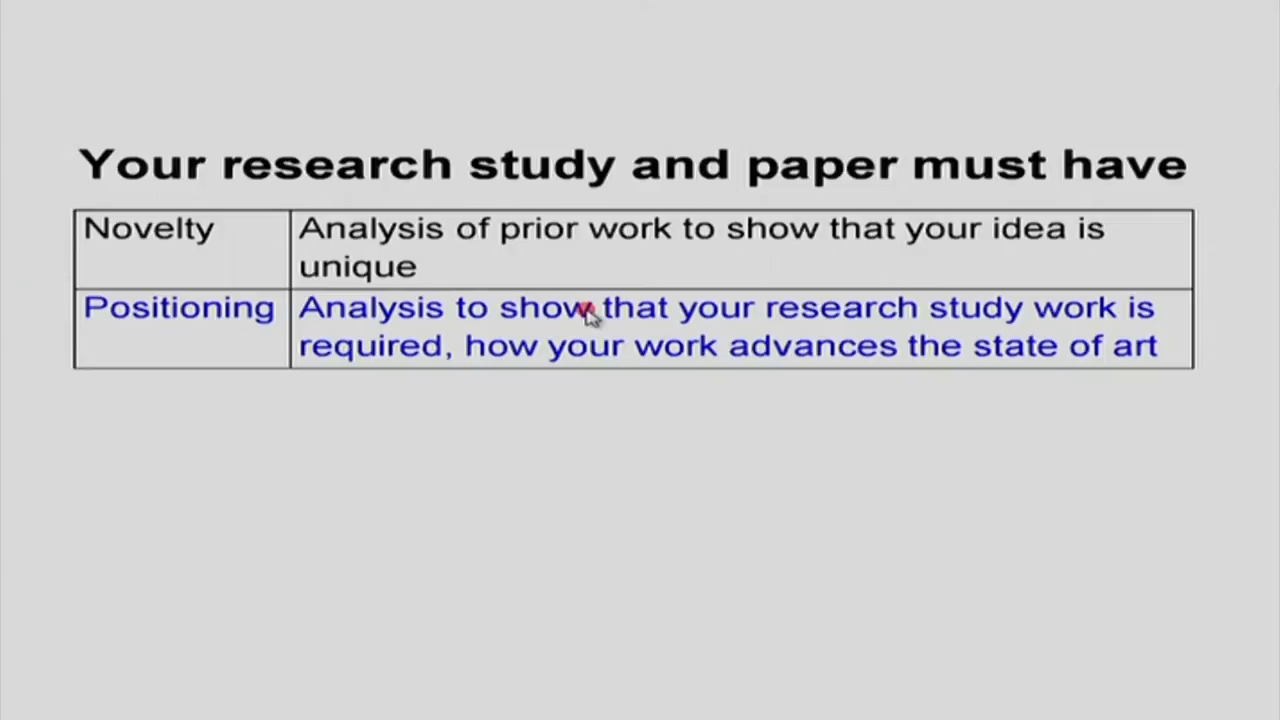 Your research study and paper must have
Novelty
Analysis of prior work to show that your idea is
unique
Positioning
Analysis to show that your research study work is
required, how your work advances the state of art